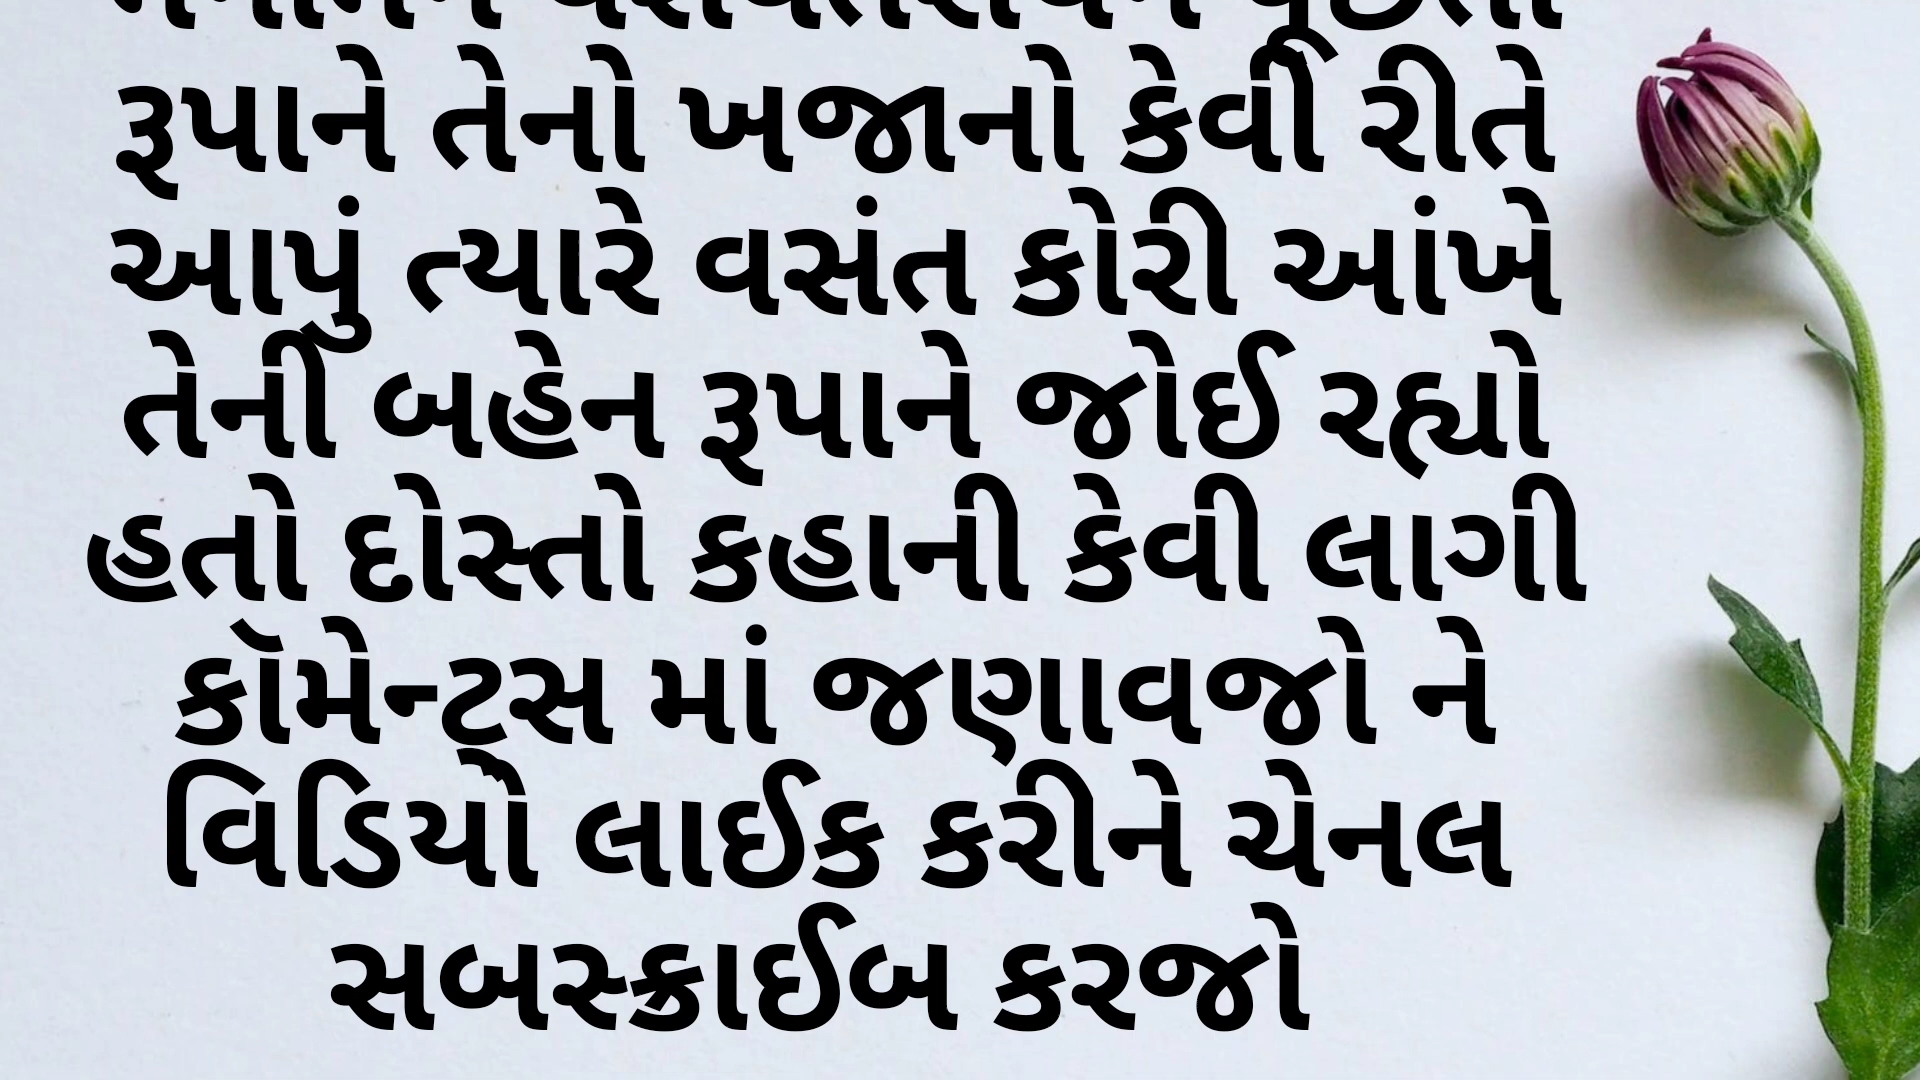 રૂપાને તેનો ખજાનો કેવી રીતે
આપું ત્યારે વસંત કોરી આંખે
તેની બહેન રૂપાને જોઈ રહ્યો
હતો દોસ્તો કહાની કેવી લાગી
કૉમેન્ટ્સ માં જણાવજો ને
વિડિયો લાઈક કરીને ચેનલ
સબસ્ક્રાઈબ કરજો